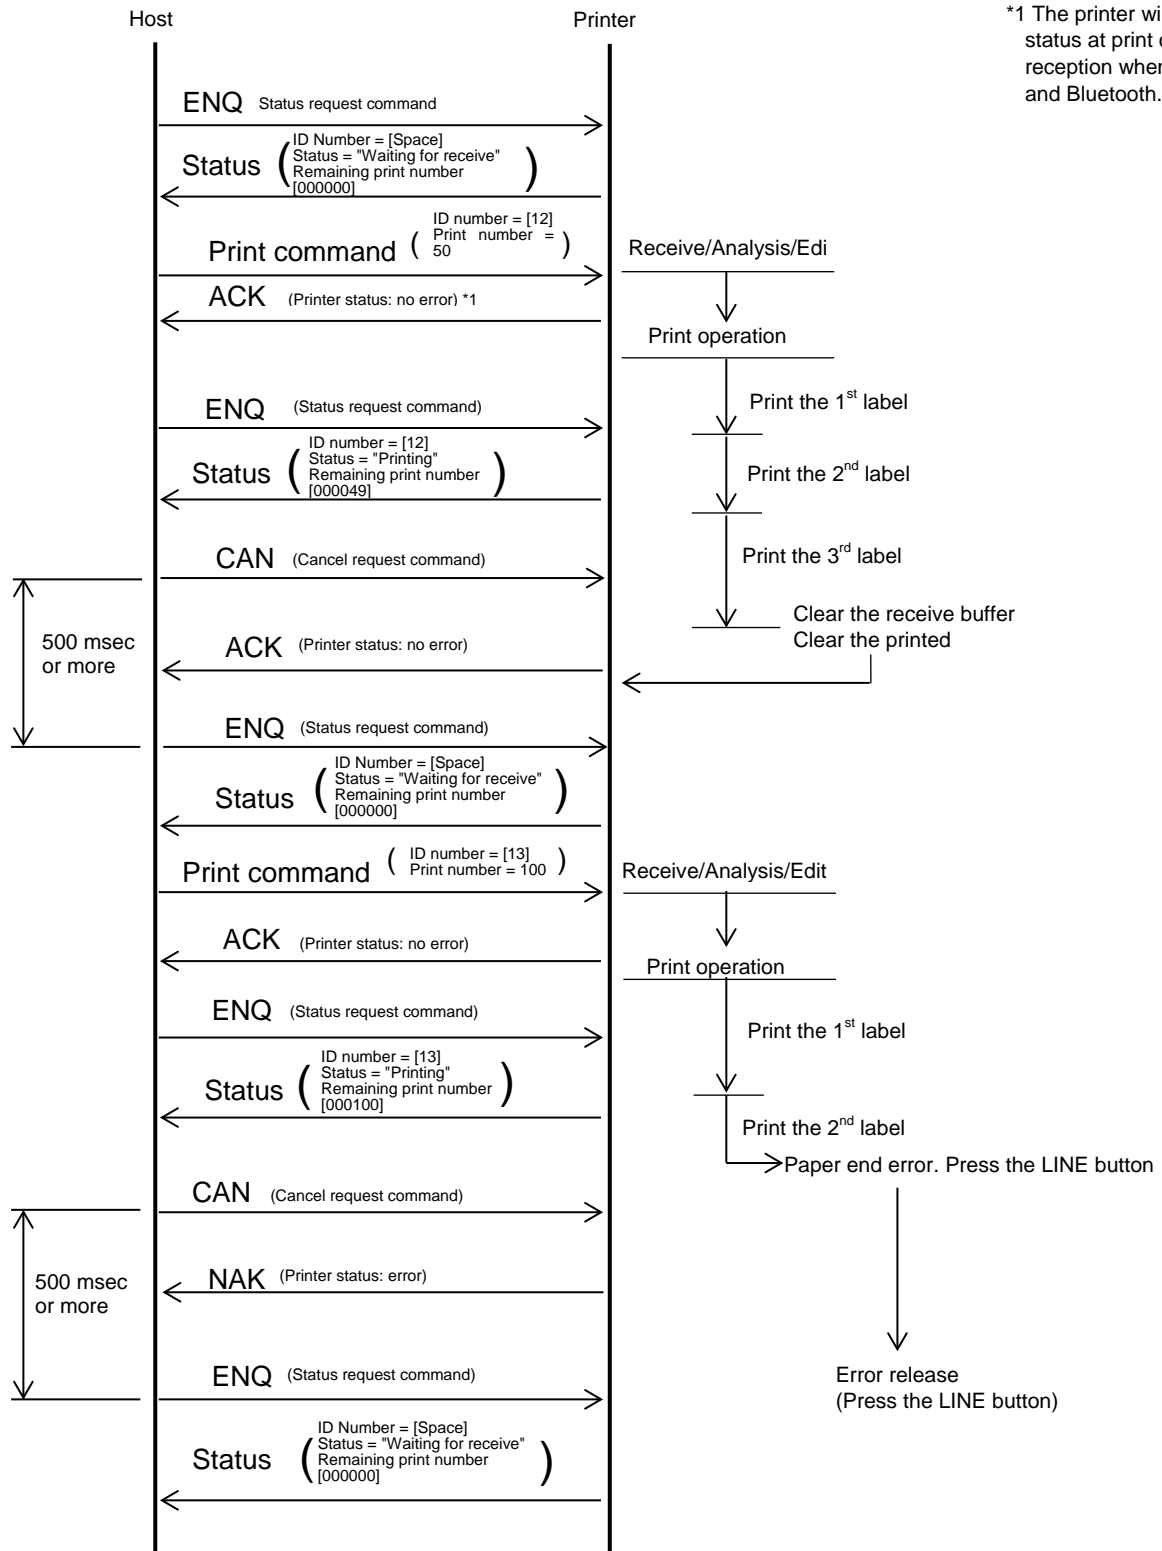 Host
Printer
*1 The printer wi
status at print
reception when
and Bluetooth.
ENQ Status request command
Status ( ID Number = [Space]
Status = "Waiting for receive"
Remaining print number
[000000] )
Print command ( ID number = [12]
Print number =
50 )
Receive/Analysis/Edi
ACK (Printer status: no error) *1
Print operation
Print the 1st label
ENQ (Status request command)
Status ( ID number = [12]
Status = "Printing"
Remaining print number
[000049] )
Print the 2nd label
CAN (Cancel request command)
Print the 3rd label
Clear the receive buffer
Clear the printed
500 msec
or more
ACK (Printer status: no error)
ENQ (Status request command)
Status ( ID Number = [Space]
Status = "Waiting for receive"
Remaining print number
[000000] )
Print command ( ID number = [13]
Print number = 100 )
Receive/Analysis/Edit
ACK (Printer status: no error)
Print operation
ENQ (Status request command)
Print the 1st label
Status ( ID number = [13]
Status = "Printing"
Remaining print number
[000100] )
Print the 2nd label
Paper end error. Press the LINE button
CAN (Cancel request command)
500 msec
or more
NAK (Printer status: error)
ENQ (Status request command)
Error release
(Press the LINE button)
Status ( ID Number = [Space]
Status = "Waiting for receive"
Remaining print number
[000000] )